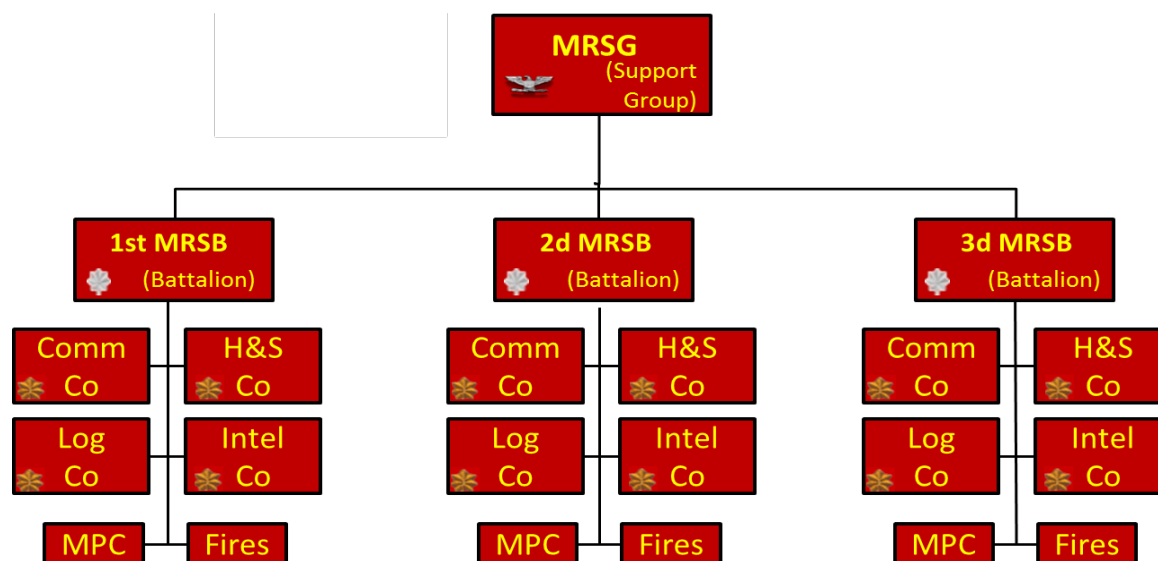 MRSG
(Support
Group)
1st MRSB
(Battalion)
2d MRSB
(Battalion)
3d MRSB
(Battalion)
Comm
Co
H&S
Co
Comm
Co
H&S
Co
Comm
Co
H&S
Co
Log
Co
Intel
Co
Log
Co
Intel
Co
Log
Co
Intel
Co
MPC
Fires
MPC
Fires
MPC
Fires